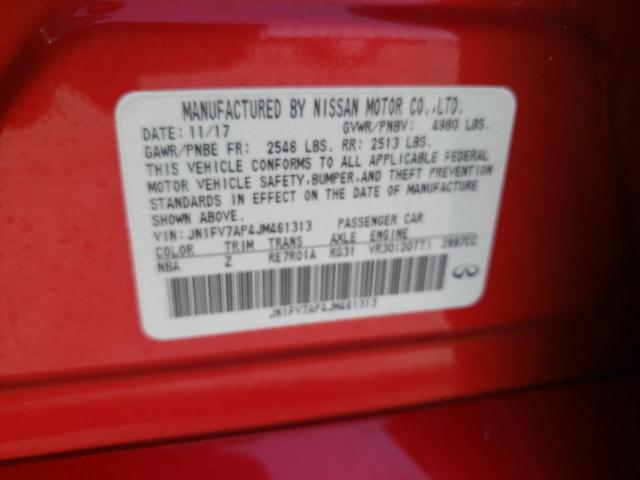 MANUFACTURED BY NISSAN MOTOR CO.,LTD.
DATE: 11/17 GVWR/PNBV: 4980 LBS.
GAWR/PNBE FR: 2546 LBS. RR: 2513 LBS.
THIS VEHICLE CONFORMS TO ALL APPLICABLE FEDERAL
MOTOR VEHICLE SAFETY, BUMPER, AND THEFT PREVENTION
STANDARDS IN EFFECT ON THE DATE OF MANUFACTURE
SHOWN ABOVE.
VIN: JN1FV7AP4JM461313 PASSENGER CAR
COLOR TRIM TRANS AXLE ENGINE
NBA Z RE7R01A RG31 VR30(DDTT) 2997CC
JN1FV7AP4JM461313